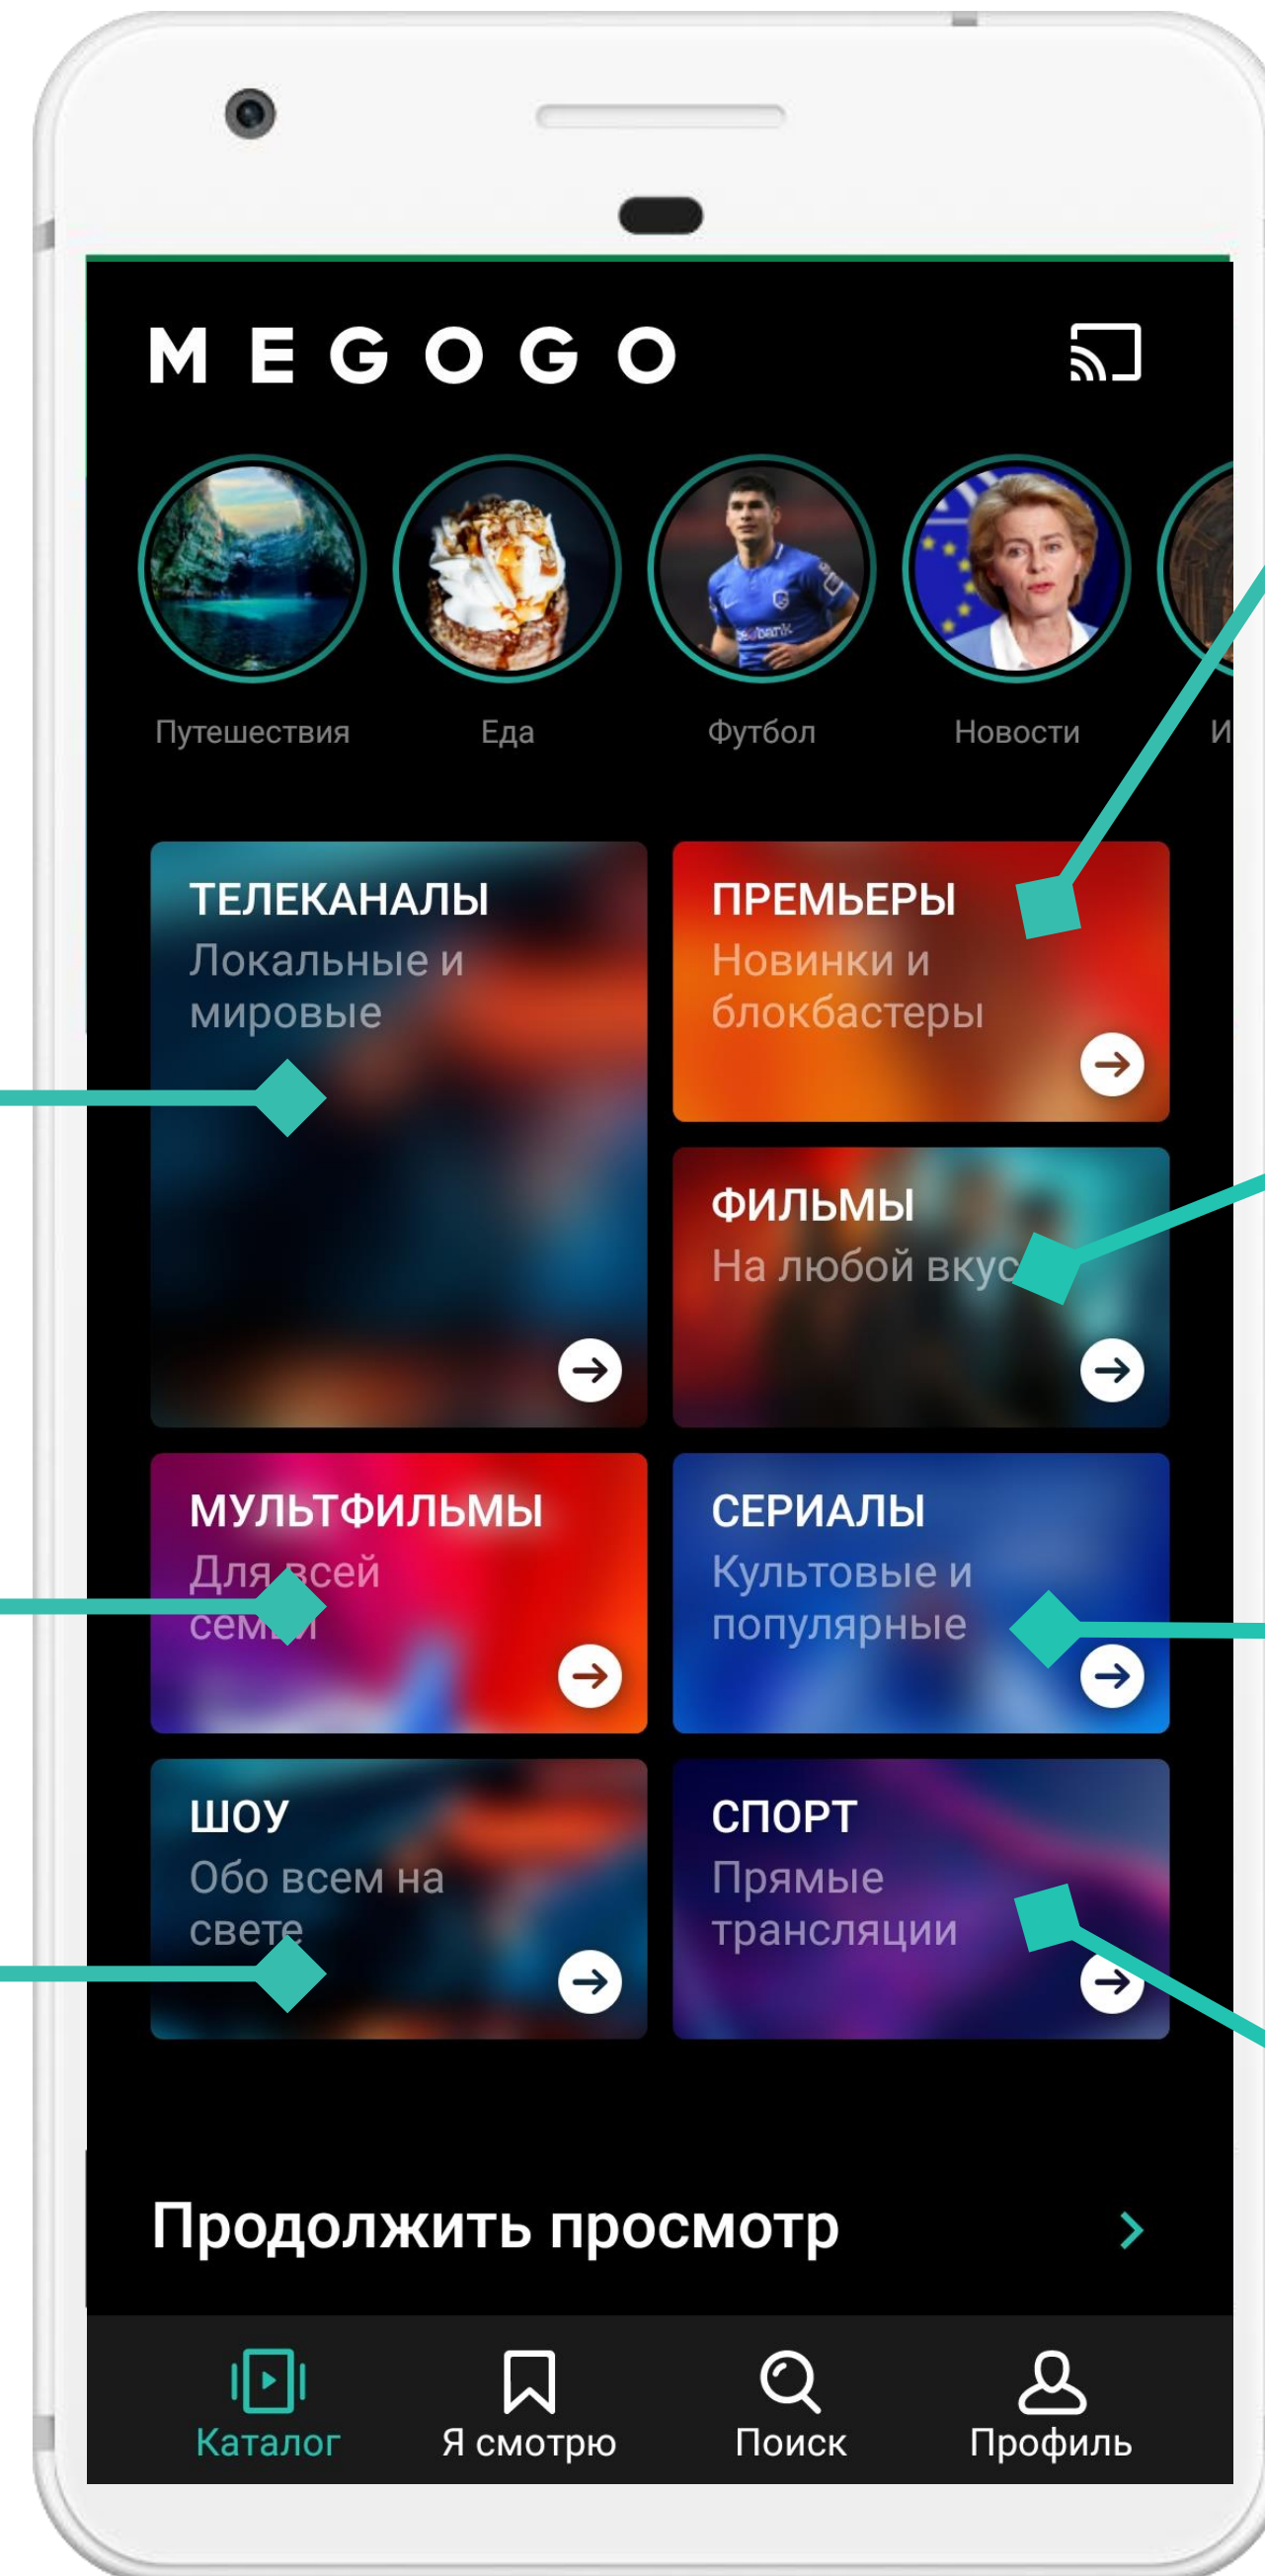 MEGOGO
Путешествия
Еда
Футбол
Новости
И
ТЕЛЕКАНАЛЫ
Локальные и
мировые
ПРЕМЬЕРЫ
Новинки и
блокбастеры
ФИЛЬМЫ
На любой вкус
МУЛЬТФИЛЬМЫ
Для всей
семьи
СЕРИАЛЫ
Культовые и
популярные
ШОУ
Обо всем на
свете
СПОРТ
Прямые
трансляции
Продолжить просмотр
Каталог
Я смотрю
Поиск
Профиль